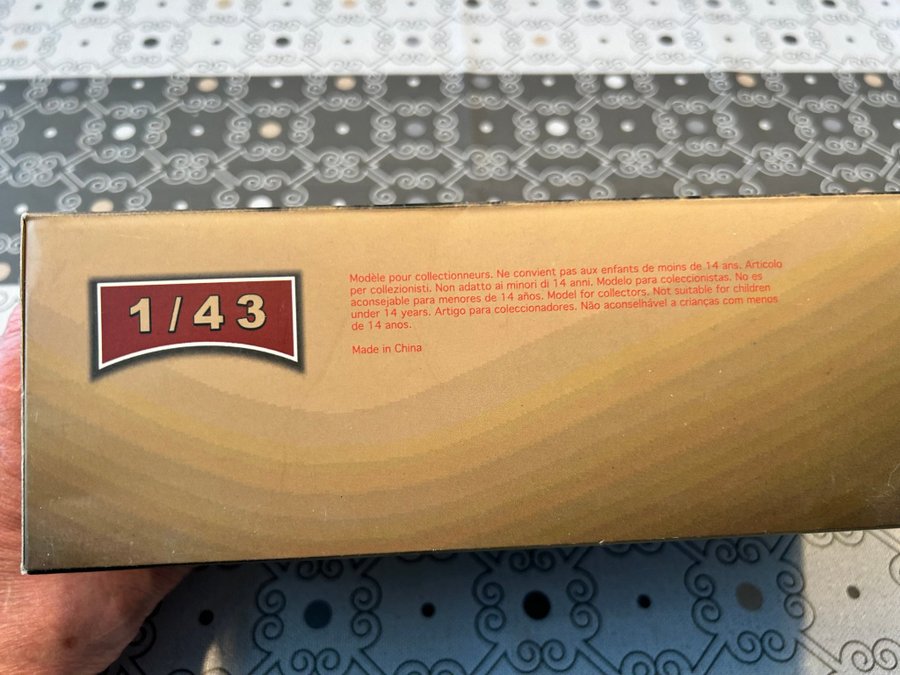 1/43
Modèle pour collectionneurs. Ne convient pas aux enfants de moins de 14 ans. Articolo
per collezionisti. Non adatto ai minori di 14 anni. Modelo para coleccionistas. No es
aconsejable para menores de 14 años. Model for collectors. Not suitable for children
under 14 years. Artigo para coleccionadores. Não aconselhável a crianças com menos
de 14 anos.
Made in China